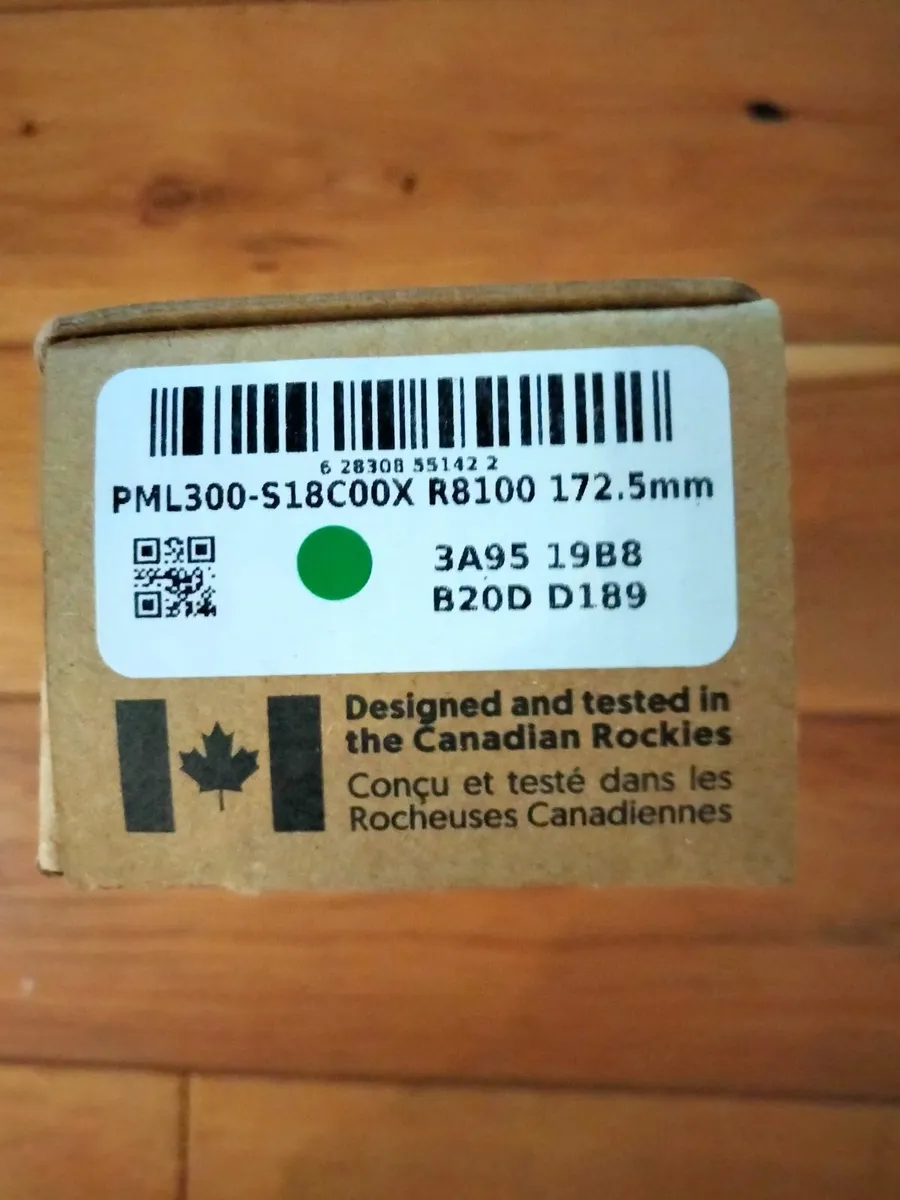 6 28308 55142 2
PML300-S18C00X R8100 172.5mm
3A95 19B8
B20D D189
Designed and tested in
the Canadian Rockies
Conçu et testé dans les
Rocheuses Canadiennes